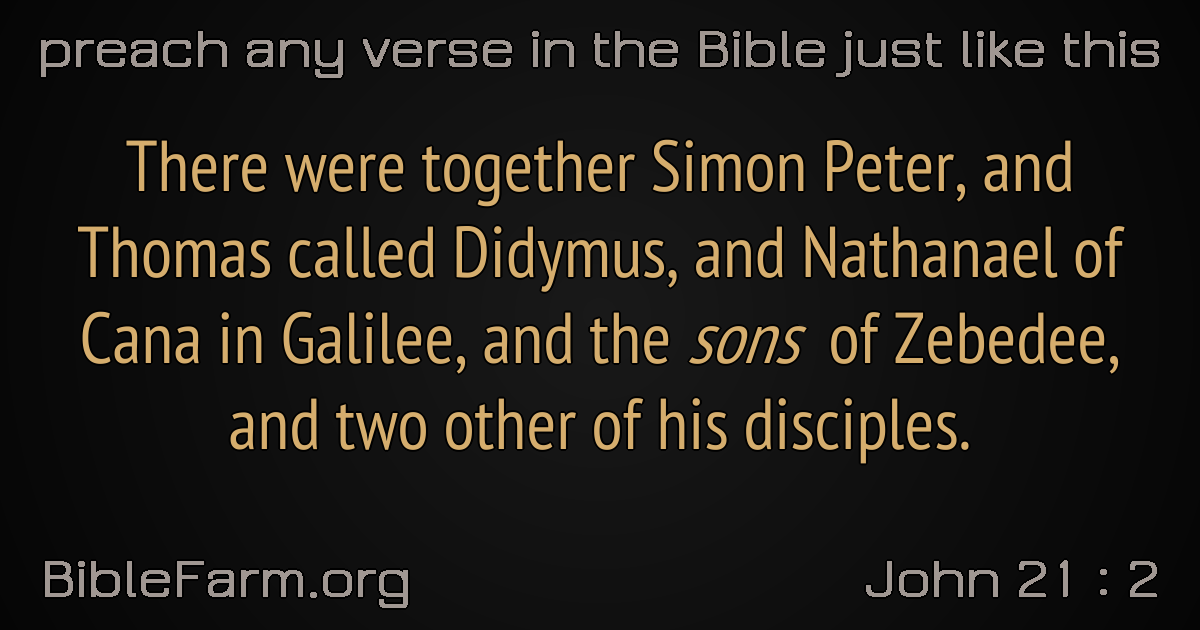 preach any verse in the Bible just like this
There were together Simon Peter, and
Thomas called Didymus, and Nathanael of
Cana in Galilee, and the sons of Zebedee,
and two other of his disciples.
BibleFarm.org
John 21 : 2